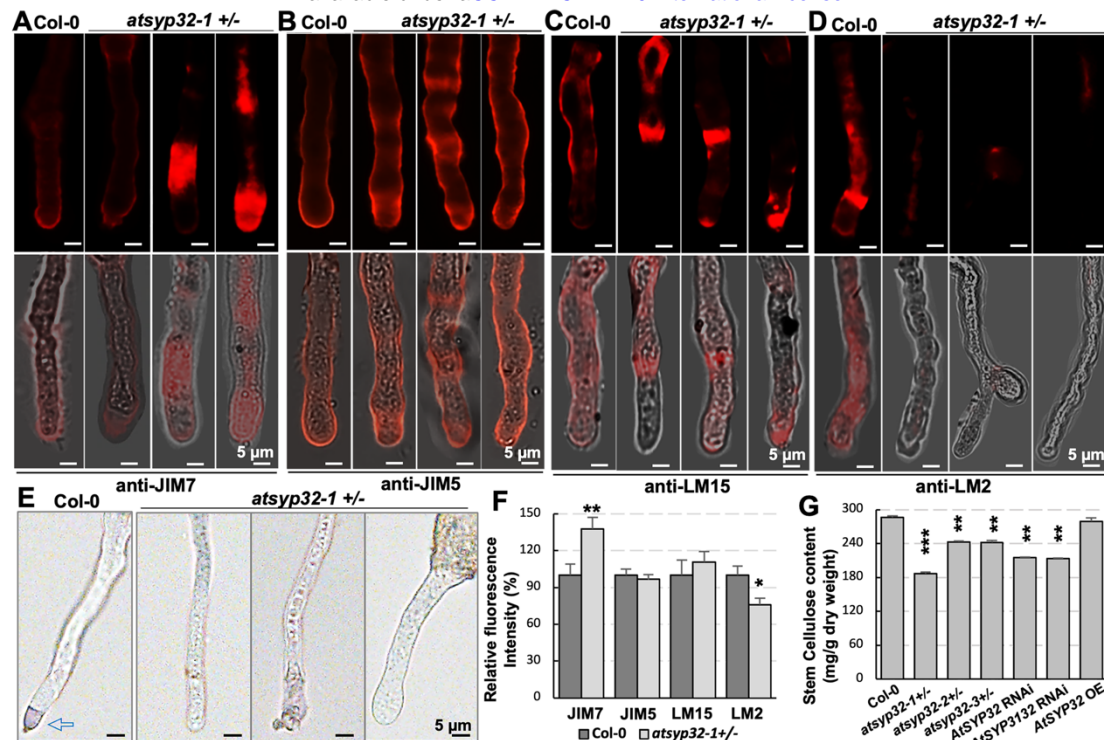 A Col-0 atsyp32-1 +/- B Col-0 atsyp32-1 +/- C Col-0 atsyp32-1 +/- D Col-0 atsyp32-1 +/-
5 µm 5 µm 5 µm 5 µm
anti-JIM7 anti-JIM5 anti-LM15 anti-LM2
E Col-0 atsyp32-1 +/-
5 µm
F
Relative fluorescence
Intensity (%)
150
120
90
60
30
0
**
*
JIM7 JIM5 LM15 LM2
Col-0 atsyp32-1+/-
G
Stem Cellulose content
(mg/g dry weight)
300
240
180
120
60
0
*** ** ** ** **
Col-0
atsyp32-1+/-
atsyp32-2+/-
atsyp32-3+/-
AtSYP32 RNAi
AtSYP3132 RNAi
AtSYP32 OE